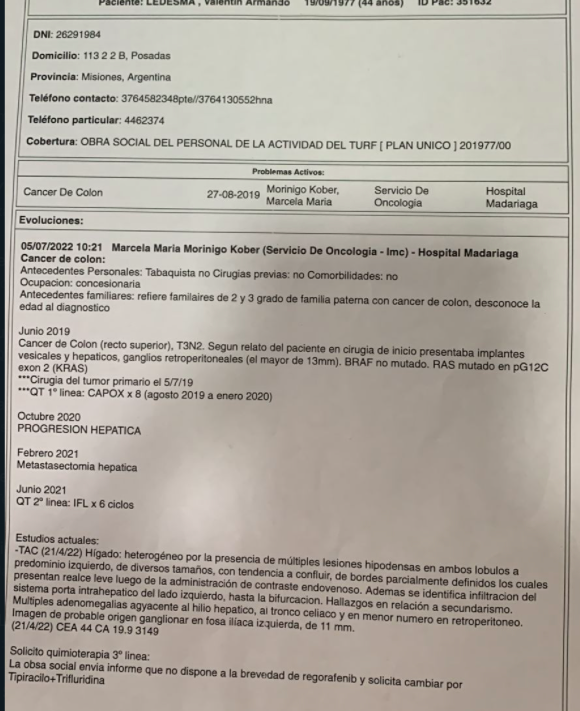 Paciente: LEDESMA , Valentin Armando 19/09/1977 (44 años) ID Pac: 351632
DNI: 26291984
Domicilio: 113 2 2 B, Posadas
Provincia: Misiones, Argentina
Teléfono contacto: 3764582348pte//3764130552hna
Teléfono particular: 4462374
Cobertura: OBRA SOCIAL DEL PERSONAL DE LA ACTIVIDAD DEL TURF [ PLAN UNICO ] 201977/00
Problemas Activos:
Cancer De Colon 27-08-2019 Morinigo Kober, Marcela Maria Servicio De Oncologia Hospital Madariaga
Evoluciones:
05/07/2022 10:21 Marcela Maria Morinigo Kober (Servicio De Oncologia - Imc) - Hospital Madariaga
Cancer de colon:
Antecedentes Personales: Tabaquista no Cirugias previas: no Comorbilidades: no
Ocupacion: concesionaria
Antecedentes familiares: refiere familaires de 2 y 3 grado de familia paterna con cancer de colon, desconoce la
edad al diagnostico
Junio 2019
Cancer de Colon (recto superior), T3N2. Segun relato del paciente en cirugia de inicio presentaba implantes
vesicales y hepaticos, ganglios retroperitoneales (el mayor de 13mm). BRAF no mutado. RAS mutado en pG12C
exon 2 (KRAS)
***Cirugia del tumor primario el 5/7/19
***QT 1º linea: CAPOX x 8 (agosto 2019 a enero 2020)
Octubre 2020
PROGRESION HEPATICA
Febrero 2021
Metastasectomia hepatica
Junio 2021
QT 2º linea: IFL x 6 ciclos
Estudios actuales:
-TAC (21/4/22) Hígado: heterogéneo por la presencia de múltiples lesiones hipodensas en ambos lobulos a
predominio izquierdo, de diversos tamaños, con tendencia a confluir, de bordes parcialmente definidos los cuales
presentan realce leve luego de la administración de contraste endovenoso. Ademas se identifica infiltracion del
sistema porta intrahepatico del lado izquierdo, hasta la bifurcacion. Hallazgos en relación a secundarismo.
Multiples adenomegalias agyacente al hilio hepatico, al tronco celiaco y en menor numero en retroperitoneo.
Imagen de probable origen ganglionar en fosa ilíaca izquierda, de 11 mm.
(21/4/22) CEA 44 CA 19.9 3149
Solicito quimioterapia 3º linea:
La obsa social envia informe que no dispone a la brevedad de regorafenib y solicita cambiar por
Tipiracilo+Trifluridina